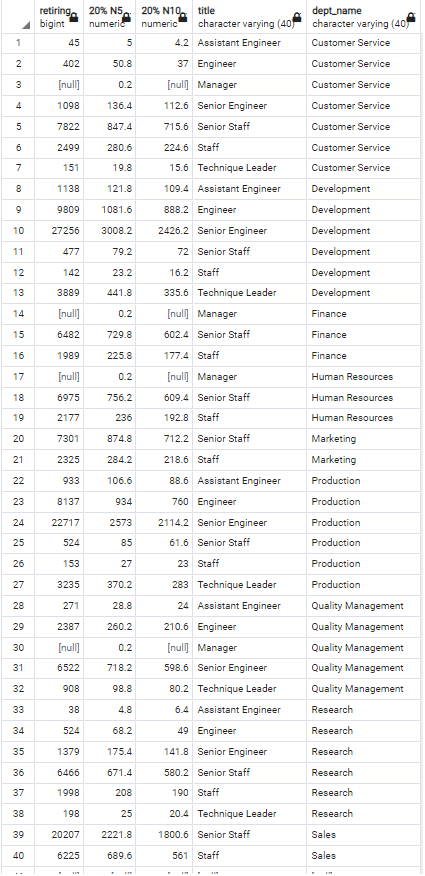 retiring 20% N5 20% N10 title dept_name
bigint numeric numeric character varying (40) character varying (40)
1 45 5 4.2 Assistant Engineer Customer Service
2 402 50.8 37 Engineer Customer Service
3 [null] 0.2 [null] Manager Customer Service
4 1098 136.4 112.6 Senior Engineer Customer Service
5 7822 847.4 715.6 Senior Staff Customer Service
6 2499 280.6 224.6 Staff Customer Service
7 151 19.8 15.6 Technique Leader Customer Service
8 1138 121.8 109.4 Assistant Engineer Development
9 9809 1081.6 888.2 Engineer Development
10 27256 3008.2 2426.2 Senior Engineer Development
11 477 79.2 72 Senior Staff Development
12 142 23.2 16.2 Staff Development
13 3889 441.8 335.6 Technique Leader Development
14 [null] 0.2 [null] Manager Finance
15 6482 729.8 602.4 Senior Staff Finance
16 1989 225.8 177.4 Staff Finance
17 [null] 0.2 [null] Manager Human Resources
18 6975 756.2 609.4 Senior Staff Human Resources
19 2177 236 192.8 Staff Human Resources
20 7301 874.8 712.2 Senior Staff Marketing
21 2325 284.2 218.6 Staff Marketing
22 933 106.6 88.6 Assistant Engineer Production
23 8137 934 760 Engineer Production
24 22717 2573 2114.2 Senior Engineer Production
25 524 85 61.6 Senior Staff Production
26 153 27 23 Staff Production
27 3235 370.2 283 Technique Leader Production
28 271 28.8 24 Assistant Engineer Quality Management
29 2387 260.2 210.6 Engineer Quality Management
30 [null] 0.2 [null] Manager Quality Management
31 6522 718.2 598.6 Senior Engineer Quality Management
32 908 98.8 80.2 Technique Leader Quality Management
33 38 4.8 6.4 Assistant Engineer Research
34 524 68.2 49 Engineer Research
35 1379 175.4 141.8 Senior Engineer Research
36 6466 671.4 580.2 Senior Staff Research
37 1998 208 190 Staff Research
38 198 25 20.4 Technique Leader Research
39 20207 2221.8 1800.6 Senior Staff Sales
40 6225 689.6 561 Staff Sales